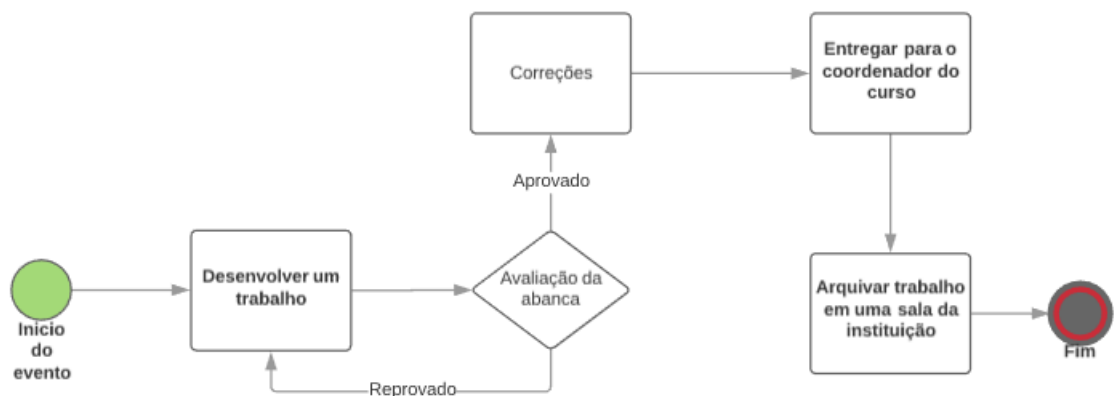 Inicio
do
evento
Desenvolver um
trabalho
Avaliação da
abanca
Reprovado
Aprovado
Correções
Entregar para o
coordenador do
curso
Arquivar trabalho
em uma sala da
instituição
Fim